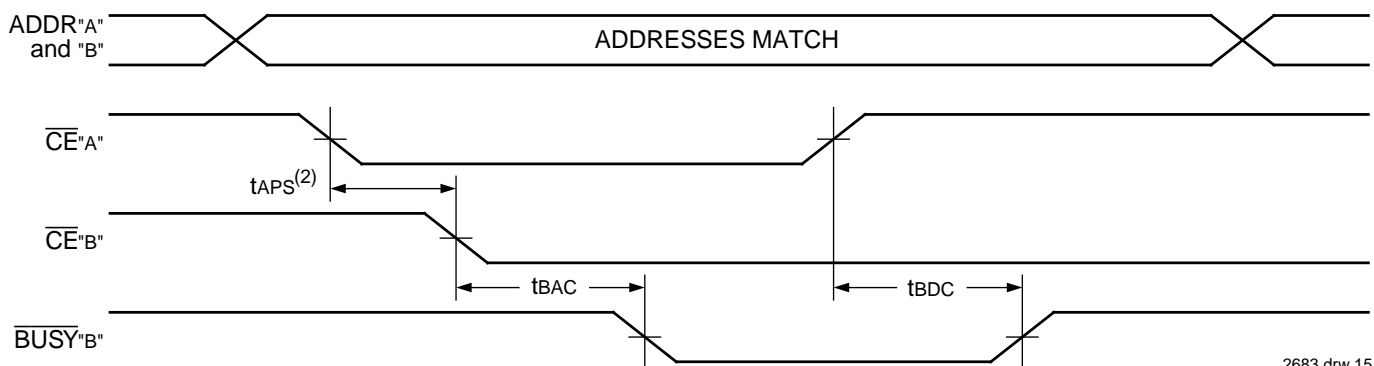 ADDR"A"
and "B"
ADDRESSES MATCH
CE"A"
tAPS(2)
CE"B"
tBAC
tBDC
BUSY"B"
2683 drw 15